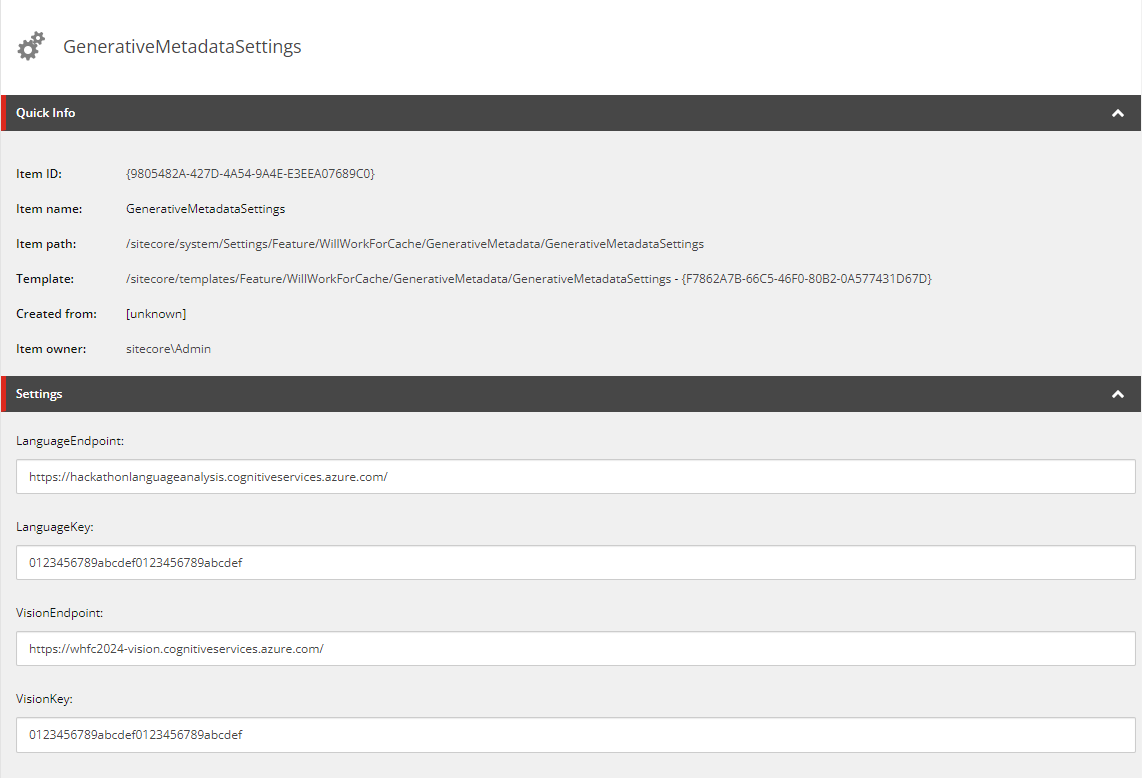 GenerativeMetadataSettings
Quick Info
Item ID: {9805482A-427D-4A54-9A4E-E3EEA07689C0}
Item name: GenerativeMetadataSettings
Item path: /sitecore/system/Settings/Feature/WillWorkForCache/GenerativeMetadata/GenerativeMetadataSettings
Template: /sitecore/templates/Feature/WillWorkForCache/GenerativeMetadata/GenerativeMetadataSettings - {F7862A7B-66C5-46F0-80B2-0A577431D67D}
Created from: [unknown]
Item owner: sitecore\Admin
Settings
LanguageEndpoint:
https://hackathonlanguageanalysis.cognitiveservices.azure.com/
LanguageKey:
0123456789abcdef0123456789abcdef
VisionEndpoint:
https://whfc2024-vision.cognitiveservices.azure.com/
VisionKey:
0123456789abcdef0123456789abcdef